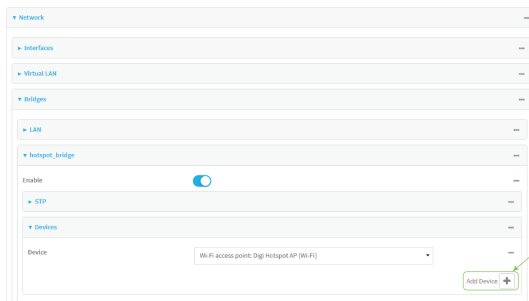 Network
Interfaces
Virtual LAN
Bridges
LAN
hotspot_bridge
Enable
STP
Devices
Device
Wi-Fi access point: Digi Hotspot AP (Wi-Fi)
Add Device